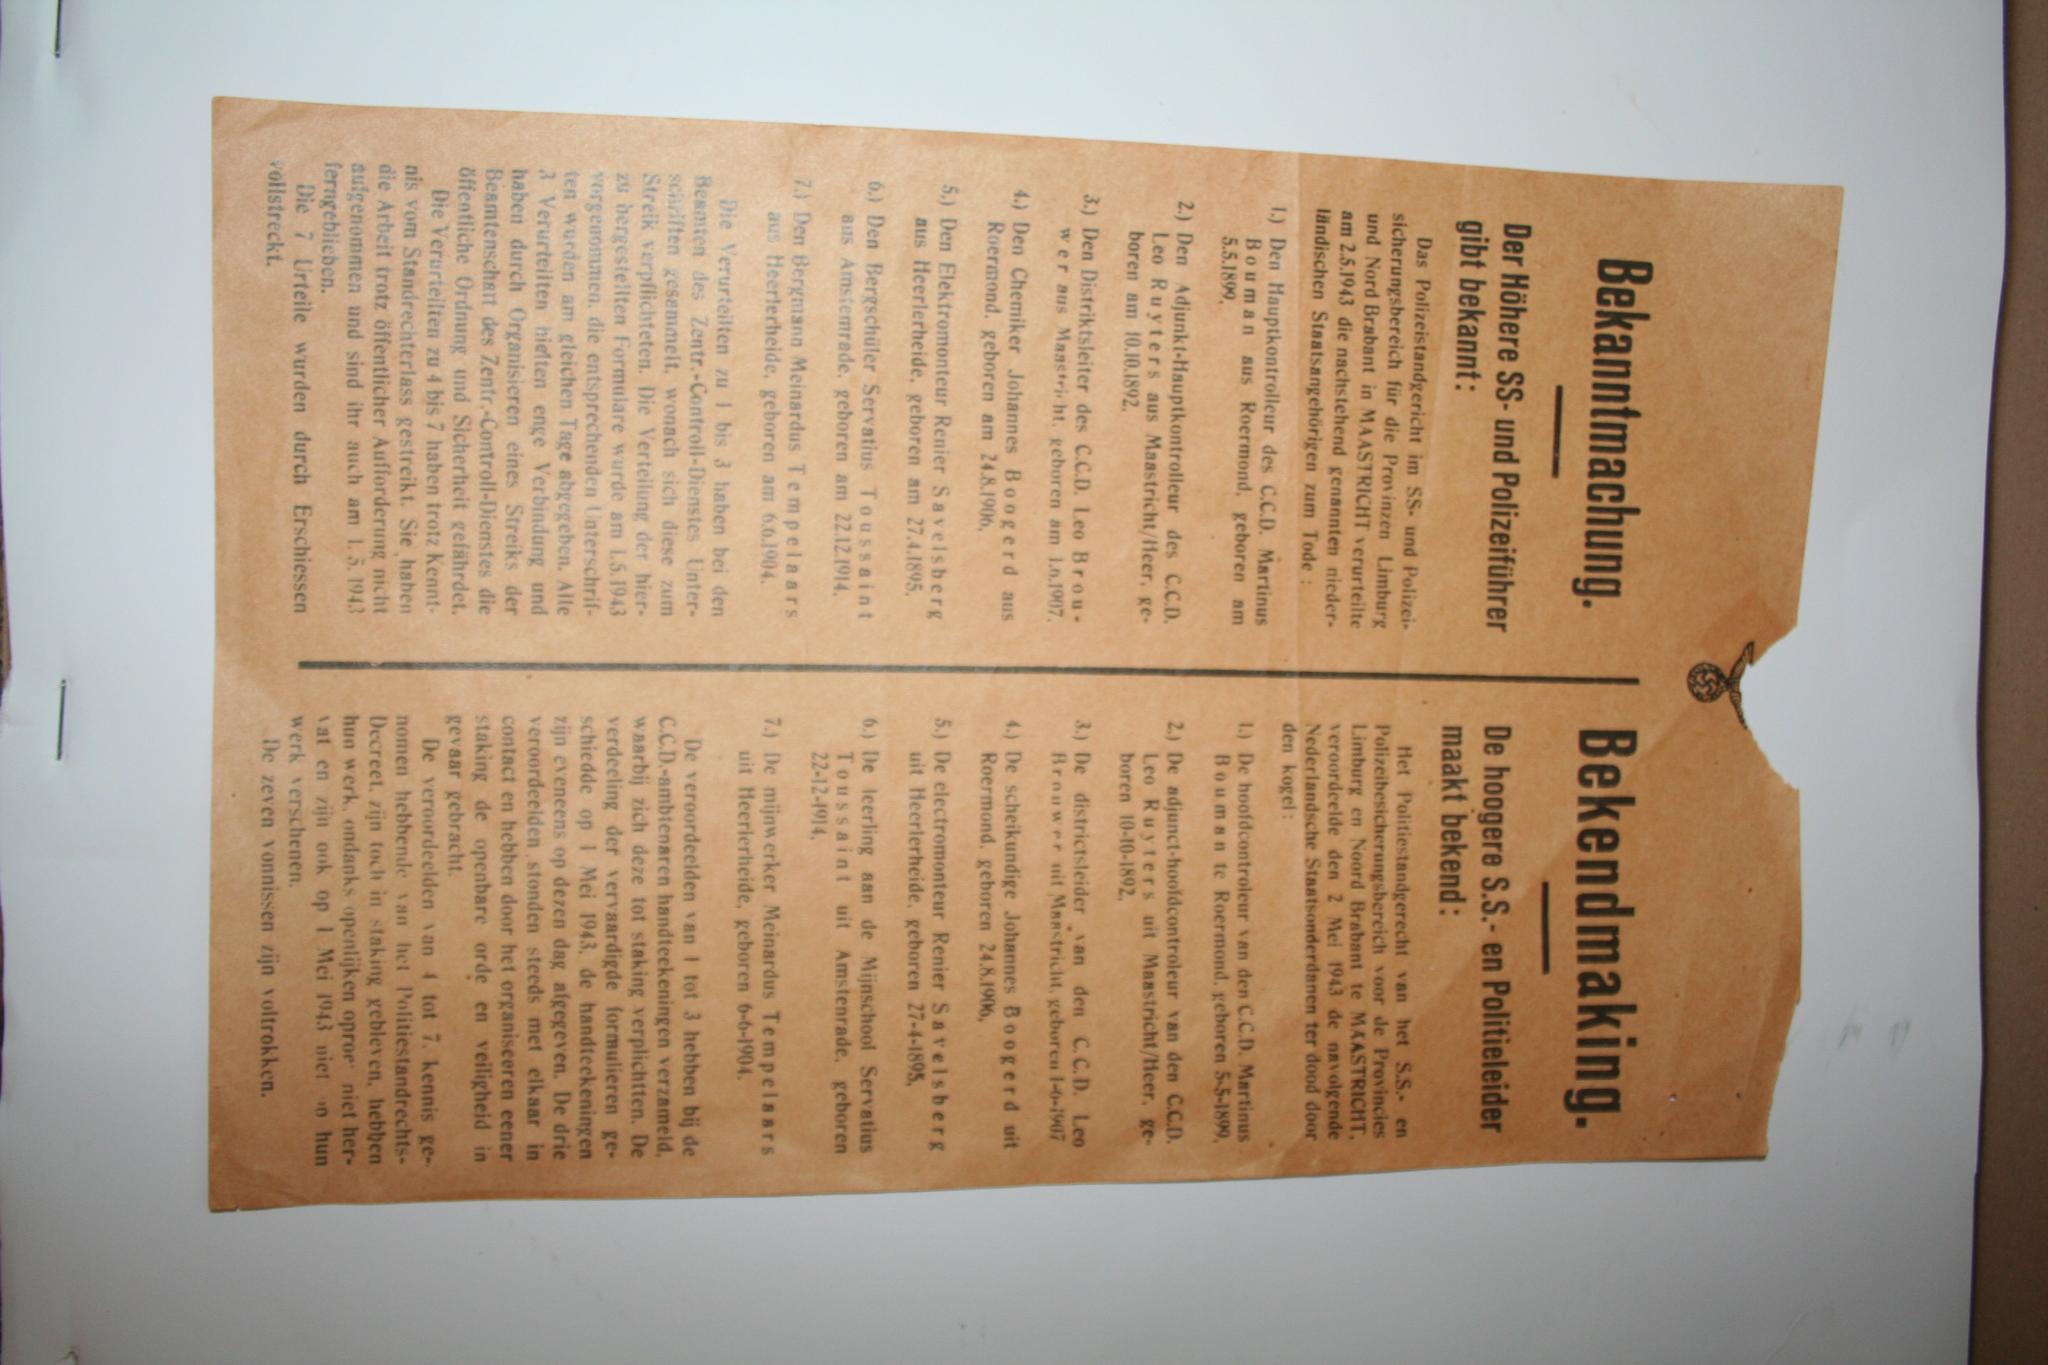 Bekanntmachung.
Der Höhere SS- und Polizeiführer
gibt bekannt:
Das Polizeistandgericht im SS- und Polizei-
sicherungsbereich für die Provinzen Limburg
und Nord Brabant in MAASTRICHT verurteilte
am 2.5.1943 die nachstehend genannten nieder-
ländischen Staatsangehörigen zum Tode:
1.) Den Hauptkontrolleur des C.C.D. Martinus
Bouman aus Roermond, geboren am
5.5.1899,
2.) Den Adjunkt-Hauptkontrolleur des C.C.D.
Leo Ruyters aus Maastricht/Heer, ge-
boren am 10.10.1892,
3.) Den Distriktsleiter des C.C.D. Leo Brou-
wer aus Maastricht, geboren am 1.6.1907,
4.) Den Chemiker Johannes Boogerd aus
Roermond, geboren am 24.8.1906,
5.) Den Elektromonteur Renier Savelsberg
aus Heerlerheide, geboren am 27.4.1895,
6.) Den Bergschüler Servatius Toussaint
aus Amstenrade, geboren am 22.12.1914,
7.) Den Bergmann Meinardus Tempelaars
aus Heerlerheide, geboren am 6.6.1904.
Die Verurteilten zu 1 bis 3 haben bei den
Beamten des Zentr.-Controll-Dienstes Unter-
schriften gesammelt, wonach sich diese zum
Streik verpflichteten. Die Verteilung der hier-
zu hergestellten Formulare wurde am 1.5.1943
vorgenommen, die entsprechenden Unterschrif-
ten wurden am gleichen Tage abgegeben. Alle
3 Verurteilten hielten enge Verbindung und
haben durch Organisieren eines Streiks der
Beamtenschaft des Zentr.-Controll-Dienstes die
öffentliche Ordnung und Sicherheit gefährdet.
Die Verurteilten zu 4 bis 7 haben trotz Kennt-
nis vom Standrechterlass gestreikt. Sie haben
die Arbeit trotz öffentlicher Aufforderung nicht
aufgenommen und sind ihr auch am 1.5.1943
ferngeblieben.
Die 7 Urteile wurden durch Erschiessen
vollstreckt.
Bekendmaking.
De hoogere S.S.- en Politieleider
maakt bekend:
Het Politiestandgerecht van het S.S.- en
Polizeibesicherungsbereich voor de Provincies
Limburg en Noord Brabant te MAASTRICHT,
veroordeelde den 2 Mei 1943 de navolgende
Nederlandsche Staatsonderdanen ter dood door
den kogel:
1.) De hoofdcontroleur van den C.C.D. Martinus
Bouman te Roermond, geboren 5-5-1899,
2.) De adjunct-hoofdcontroleur van den C.C.D.
Leo Ruyters uit Maastricht/Heer, ge-
boren 10-10-1892,
3.) De districtsleider van den C.C.D. Leo
Brouwer uit Maastricht, geboren 1-6-1907
4.) De scheikundige Johannes Boogerd uit
Roermond, geboren 24.8.1906,
5.) De electromonteur Renier Savelsberg
uit Heerlerheide, geboren 27-4-1895,
6.) De leerling aan de Mijnschool Servatius
Toussaint uit Amstenrade, geboren
22-12-1914,
7.) De mijnwerker Meinardus Tempelaars
uit Heerlerheide, geboren 6-6-1904.
De veroordeelden van 1 tot 3 hebben bij de
C.C.D.-ambtenaren handteekeningen verzameld,
waarbij zich deze tot staking verplichtten. De
verdeeling der vervaardigde formulieren ge-
schiedde op 1 Mei 1943, de handteekeningen
zijn eveneens op dezen dag afgegeven. De drie
veroordeelden stonden steeds met elkaar in
contact en hebben door het organiseeren eener
staking de openbare orde en veiligheid in
gevaar gebracht.
De veroordeelden van 4 tot 7, kennis ge-
nomen hebbende van het Politiestandrechts-
Decreet, zijn toch in staking gebleven, hebben
hun werk, ondanks openlijken oproep niet her-
vat en zijn ook op 1 Mei 1943 niet op hun
werk verschenen.
De zeven vonnissen zijn voltrokken.